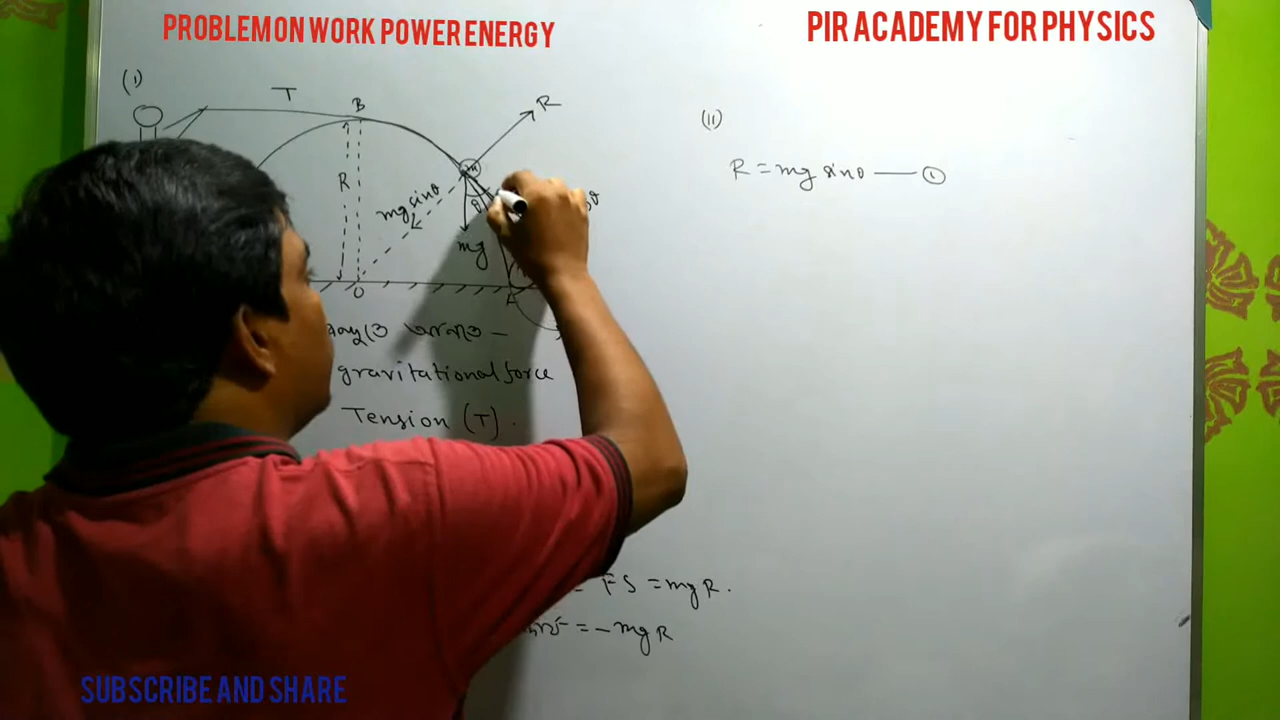 PROBLEM ON WORK POWER ENERGY
PIR ACADEMY FOR PHYSICS
(I)
T
B
R
R
m
mg sinθ
θ
mg
O
(II)
R = mg sinθ —— ①
gravitational force
Tension (T).
= FS = mgR.
= - mgR
SUBSCRIBE AND SHARE